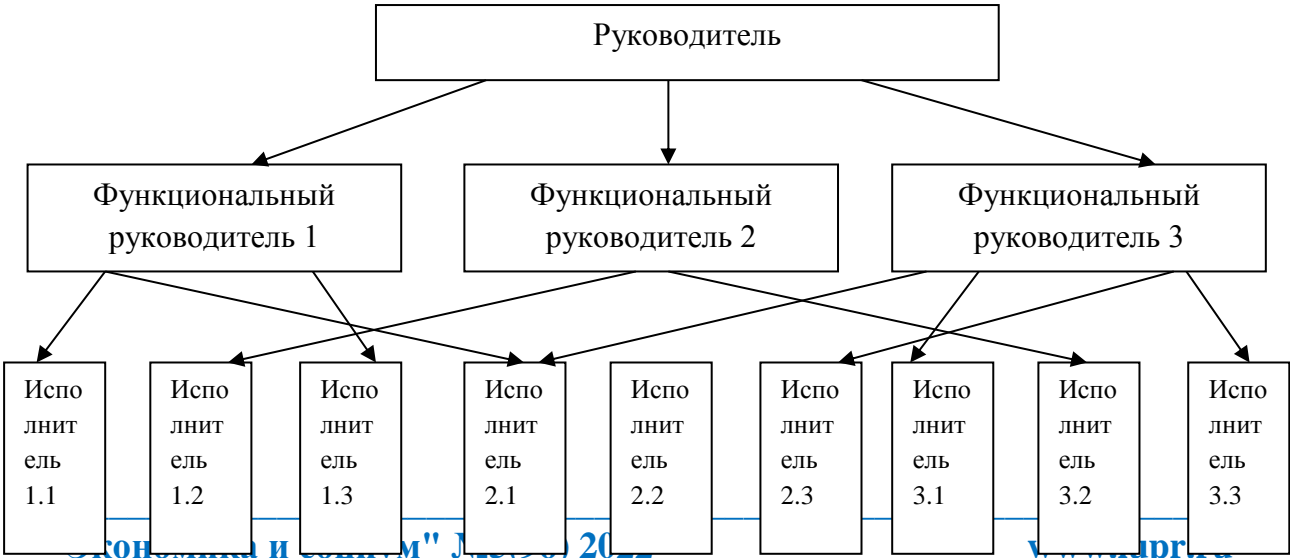 Руководитель
Функциональный
руководитель 1
Функциональный
руководитель 2
Функциональный
руководитель 3
Испо
лнит
ель
1.1
Испо
лнит
ель
1.2
Испо
лнит
ель
1.3
Испо
лнит
ель
2.1
Испо
лнит
ель
2.2
Испо
лнит
ель
2.3
Испо
лнит
ель
3.1
Испо
лнит
ель
3.2
Испо
лнит
ель
3.3
и 2022